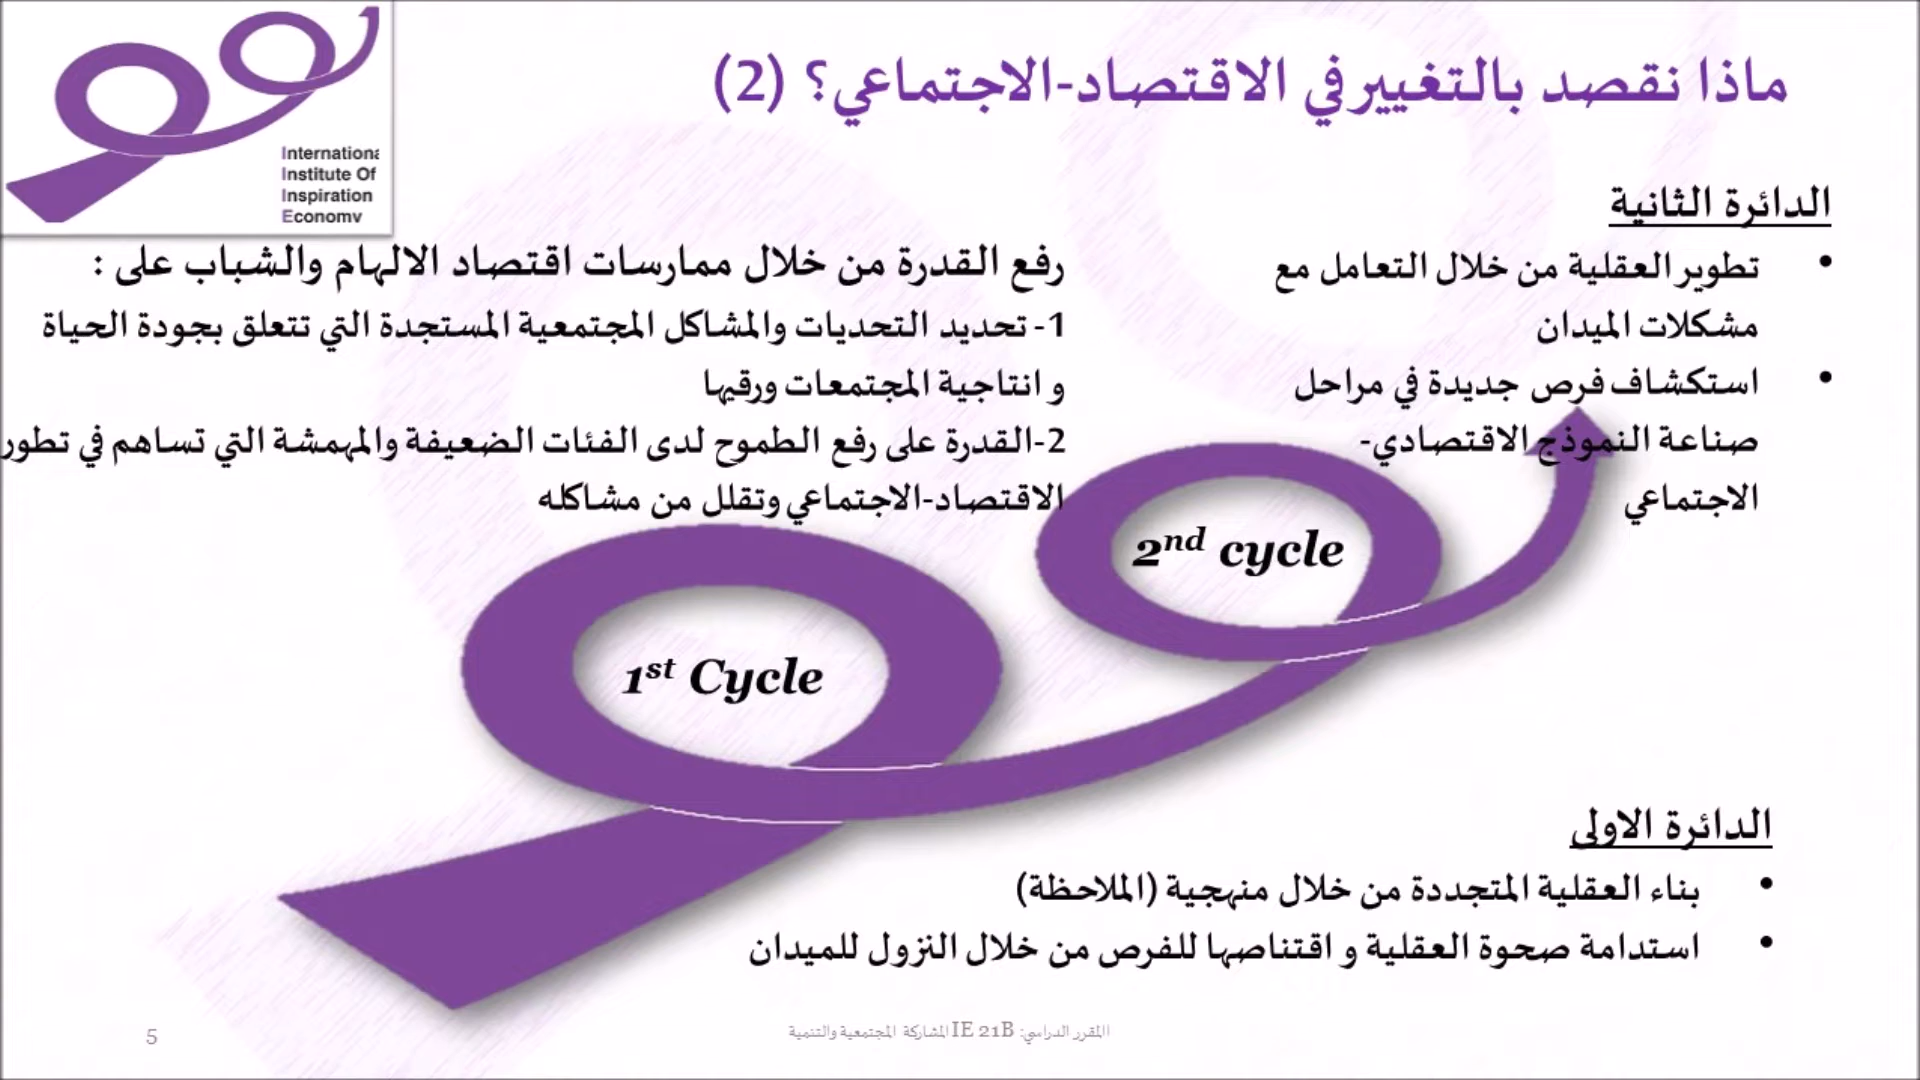 Internationa
Institute Of
Inspiration
Economy
ماذا نقصد بالتغيير في الاقتصاد-الاجتماعي؟ (2)
الدائرة الثانية
• تطوير العقلية من خلال التعامل مع
مشكلات الميدان
• استكشاف فرص جديدة في مراحل
صناعة النموذج الاقتصادي-
الاجتماعي
رفع القدرة من خلال ممارسات اقتصاد الالهام والشباب على :
1- تحديد التحديات والمشاكل المجتمعية المستجدة التي تتعلق بجودة الحياة
و انتاجية المجتمعات ورقيها
2-القدرة على رفع الطموح لدى الفئات الضعيفة والمهمشة التي تساهم في تطور
الاقتصاد-الاجتماعي وتقلل من مشاكله
2nd cycle
1st Cycle
الدائرة الاولى
• بناء العقلية المتجددة من خلال منهجية (الملاحظة)
• استدامة صحوة العقلية و اقتناصها للفرص من خلال النزول للميدان
االمقرر الدراسي: IE 21B المشاركة المجتمعية والتنمية
5